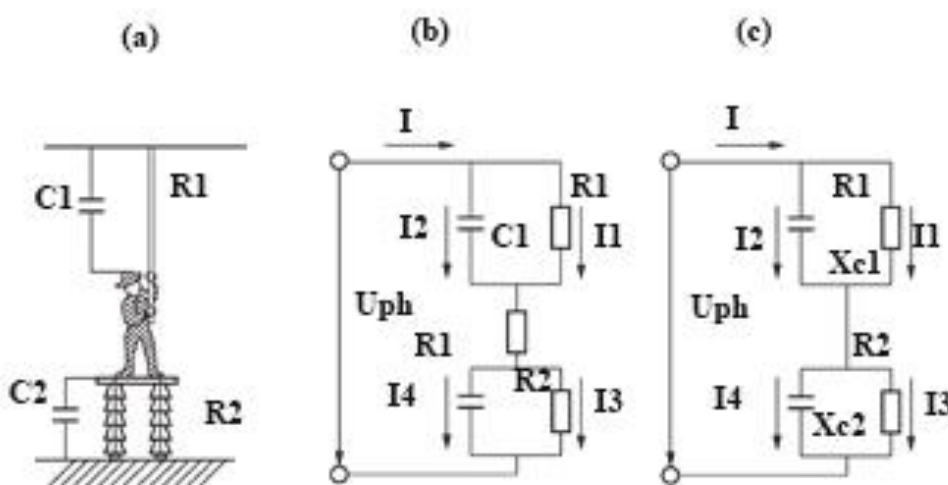 (a)
(b)
(c)
C1
R1
C2
R2
I
R1
I2
C1
I1
Uph
R1
R2
I4
I3
I
R1
I2
I1
Xc1
Uph
R2
I4
I3
Xc2